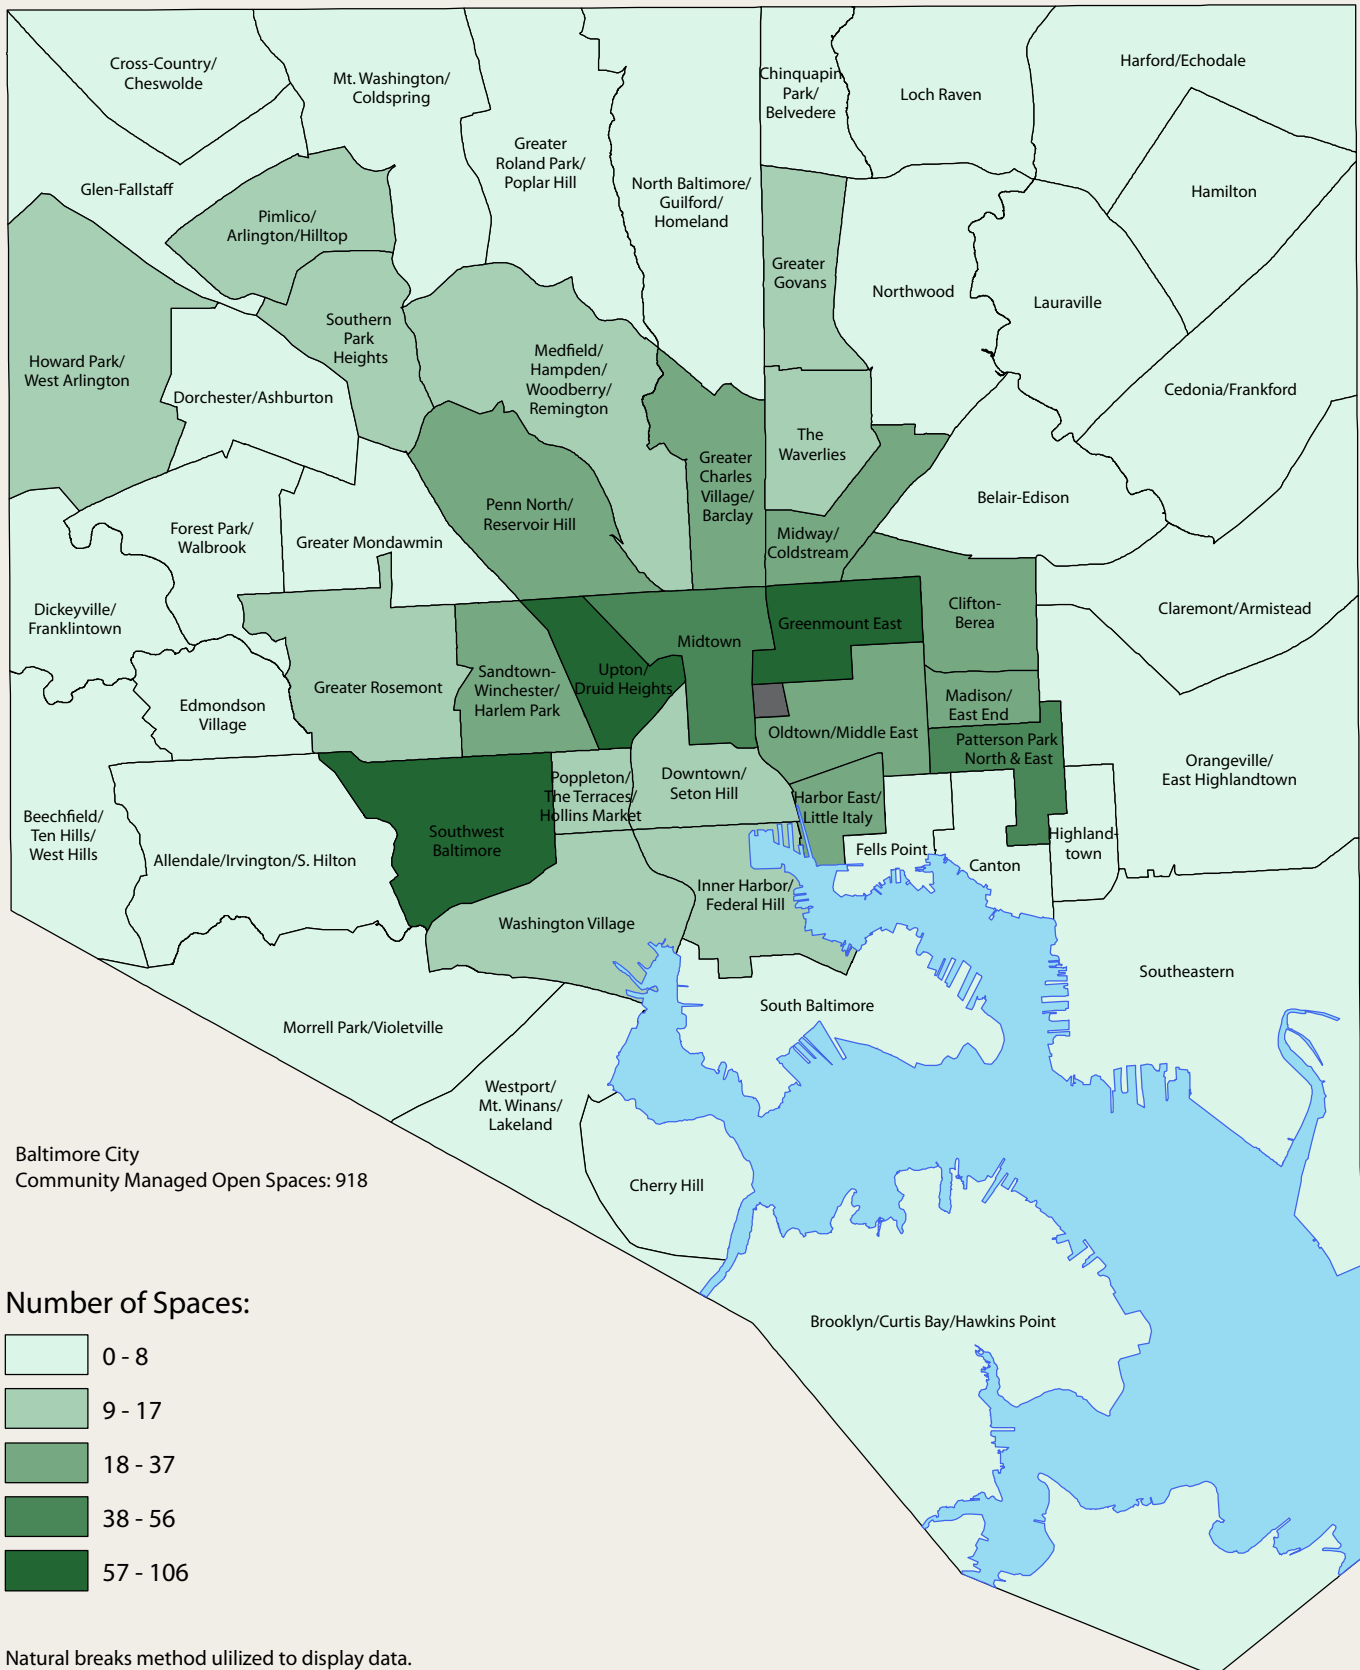 Cross-Country/
Cheswolde
Mt. Washington/
Coldspring
Greater
Roland Park/
Poplar Hill
North Baltimore/
Guilford/
Homeland
Chinquapin
Park/
Belvedere
Loch Raven
Harford/Echodale
Glen-Fallstaff
Pimlico/
Arlington/Hilltop
Hamilton
Greater
Govans
Northwood
Lauraville
Howard Park/
West Arlington
Southern
Park
Heights
Dorchester/Ashburton
Medfield/
Hampden/
Woodberry/
Remington
Cedonia/Frankford
The
Waverlies
Greater
Charles
Village/
Barclay
Penn North/
Reservoir Hill
Belair-Edison
Forest Park/
Walbrook
Greater Mondawmin
Midway/
Coldstream
Dickeyville/
Franklintown
Clifton-
Berea
Claremont/Armistead
Greenmount East
Midtown
Greater Rosemont
Sandtown-
Winchester/
Harlem Park
Upton/
Druid Heights
Edmondson
Village
Madison/
East End
Oldtown/Middle East
Patterson Park
North & East
Orangeville/
East Highlandtown
Poppleton/
The Terraces/
Hollins Market
Downtown/
Seton Hill
Harbor East/
Little Italy
Beechfield/
Ten Hills/
West Hills
Allendale/Irvington/S. Hilton
Southwest
Baltimore
Fells Point
Canton
Highland-
town
Inner Harbor/
Federal Hill
Washington Village
Southeastern
South Baltimore
Morrell Park/Violetville
Westport/
Mt. Winans/
Lakeland
Cherry Hill
Baltimore City
Community Managed Open Spaces: 918
Brooklyn/Curtis Bay/Hawkins Point
Number of Spaces:
0 - 8
9 - 17
18 - 37
38 - 56
57 - 106
Natural breaks method ulilized to display data.